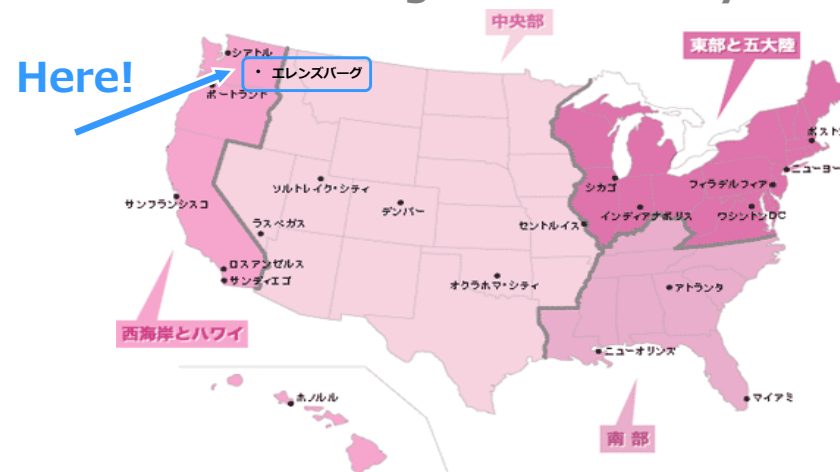 中央部
東部と五大陸
シアトル
Here!
・ エレンズバーグ
ポートランド
ボスト
ニューヨー
シカゴ
フィラデルフィア
ソルトレイク・シティ
サンフランシスコ
デンバー
インディアナポリス
ワシントンDC
ラスベガス
セントルイス
ロスアンゼルス
サンディエゴ
オクラホマ・シティ
アトランタ
西海岸とハワイ
ニューオリンズ
ホノルル
マイアミ
南部